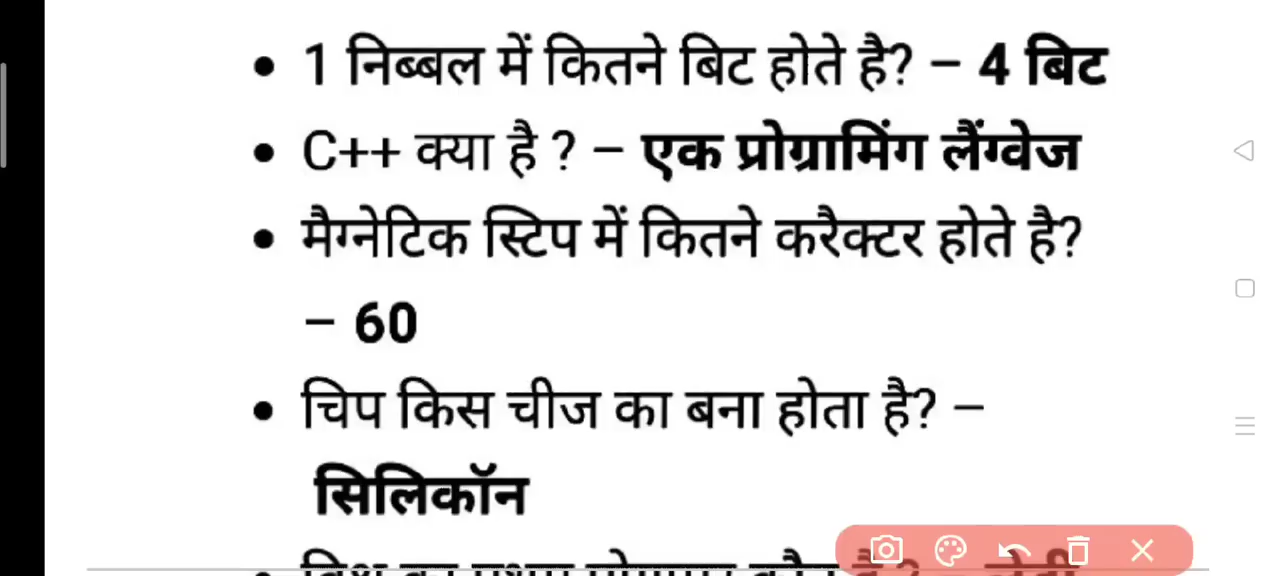 • 1 निब्बल में कितने बिट होते है? – 4 बिट
• C++ क्या है ? – एक प्रोग्रामिंग लैंग्वेज
• मैग्नेटिक स्टिप में कितने करैक्टर होते है?
– 60
• चिप किस चीज का बना होता है? –
सिलिकॉन